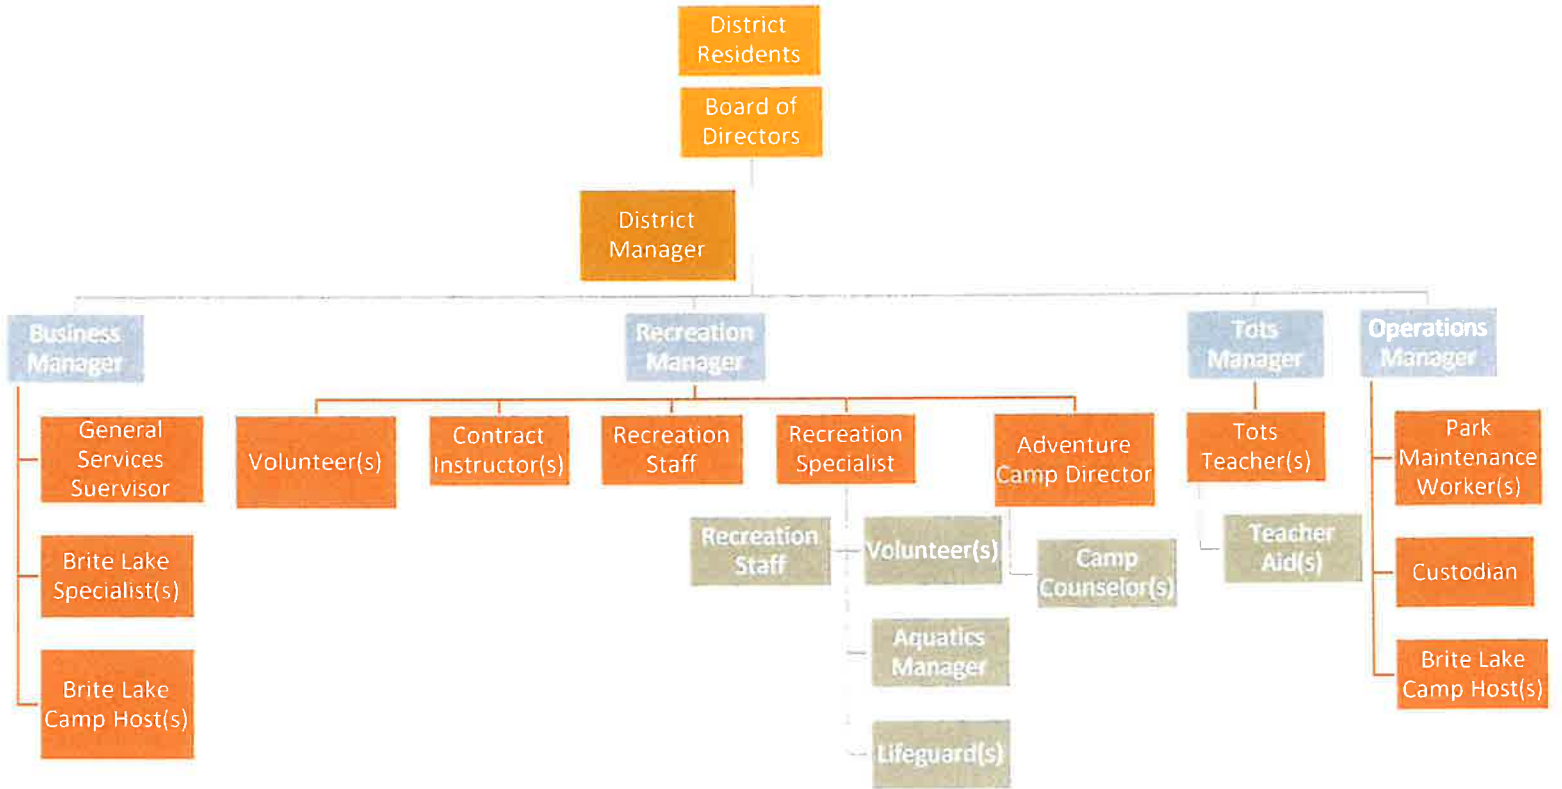 District
Residents
Board of
Directors
District
Manager
Business
Manager
Recreation
Manager
Tots
Manager
Operations
Manager
General
Services
Suervisor
Volunteer(s)
Contract
Instructor(s)
Recreation
Staff
Recreation
Specialist
Adventure
Camp Director
Tots
Teacher(s)
Park
Maintenance
Worker(s)
Recreation
Staff
Volunteer(s)
Camp
Counselor(s)
Teacher
Aid(s)
Brite Lake
Specialist(s)
Custodian
Aquatics
Manager
Brite Lake
Camp Host(s)
Brite Lake
Camp Host(s)
Lifeguard(s)